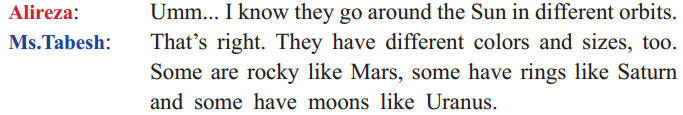 Alireza: Umm... I know they go around the Sun in different orbits.
Ms.Tabesh: That's right. They have different colors and sizes, too.
Some are rocky like Mars, some have rings like Saturn
and some have moons like Uranus.